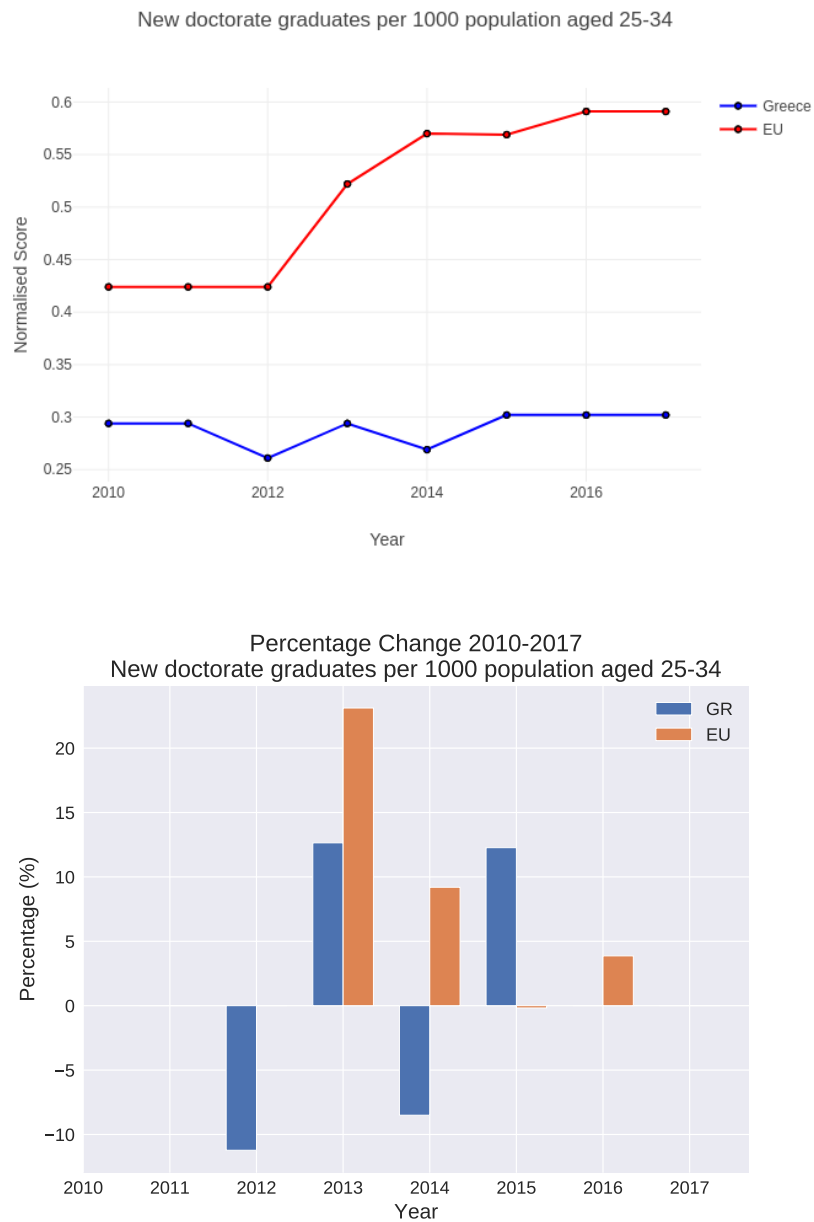 New doctorate graduates per 1000 population aged 25-34
0.6
0.55
0.5
0.45
0.4
0.35
0.3
0.25
Normalised Score
2010 2012 2014 2016
Year
Greece
EU
Percentage Change 2010-2017
New doctorate graduates per 1000 population aged 25-34
GR
EU
20
15
10
5
0
−5
−10
Percentage (%)
2010 2011 2012 2013 2014 2015 2016 2017
Year